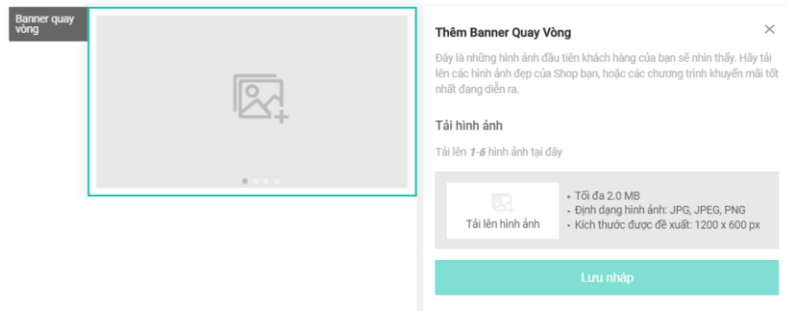 Banner quay
vòng
Thêm Banner Quay Vòng
Đây là những hình ảnh đầu tiên khách hàng của bạn sẽ nhìn thấy. Hãy tải
lên các hình ảnh đẹp của Shop bạn, hoặc các chương trình khuyến mãi tốt
nhất đang diễn ra.
Tải hình ảnh
Tải lên 1-6 hình ảnh tại đây
Tải lên hình ảnh
• Tối đa 2.0 MB
• Định dạng hình ảnh: JPG, JPEG, PNG
• Kích thước được đề xuất: 1200 x 600 px
Lưu nháp